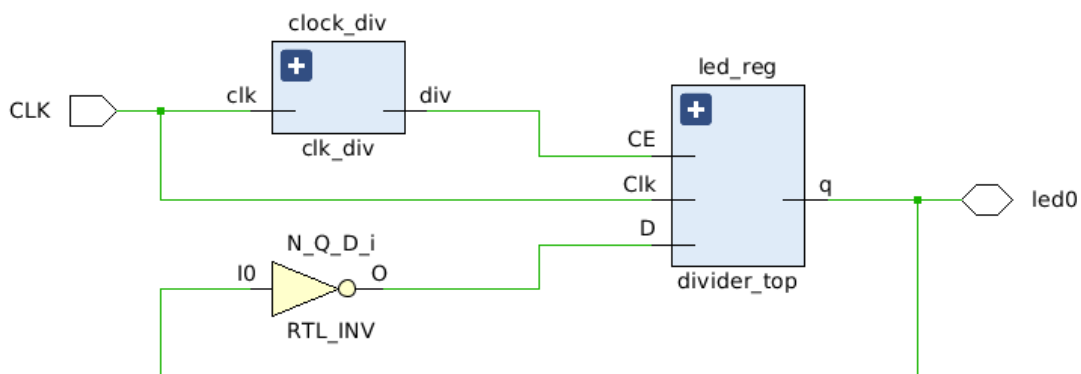 clock_div
clk div
clk_div
CLK
led_reg
CE
Clk
D
q
divider_top
led0
N_Q_D_i
I0 O
RTL_INV